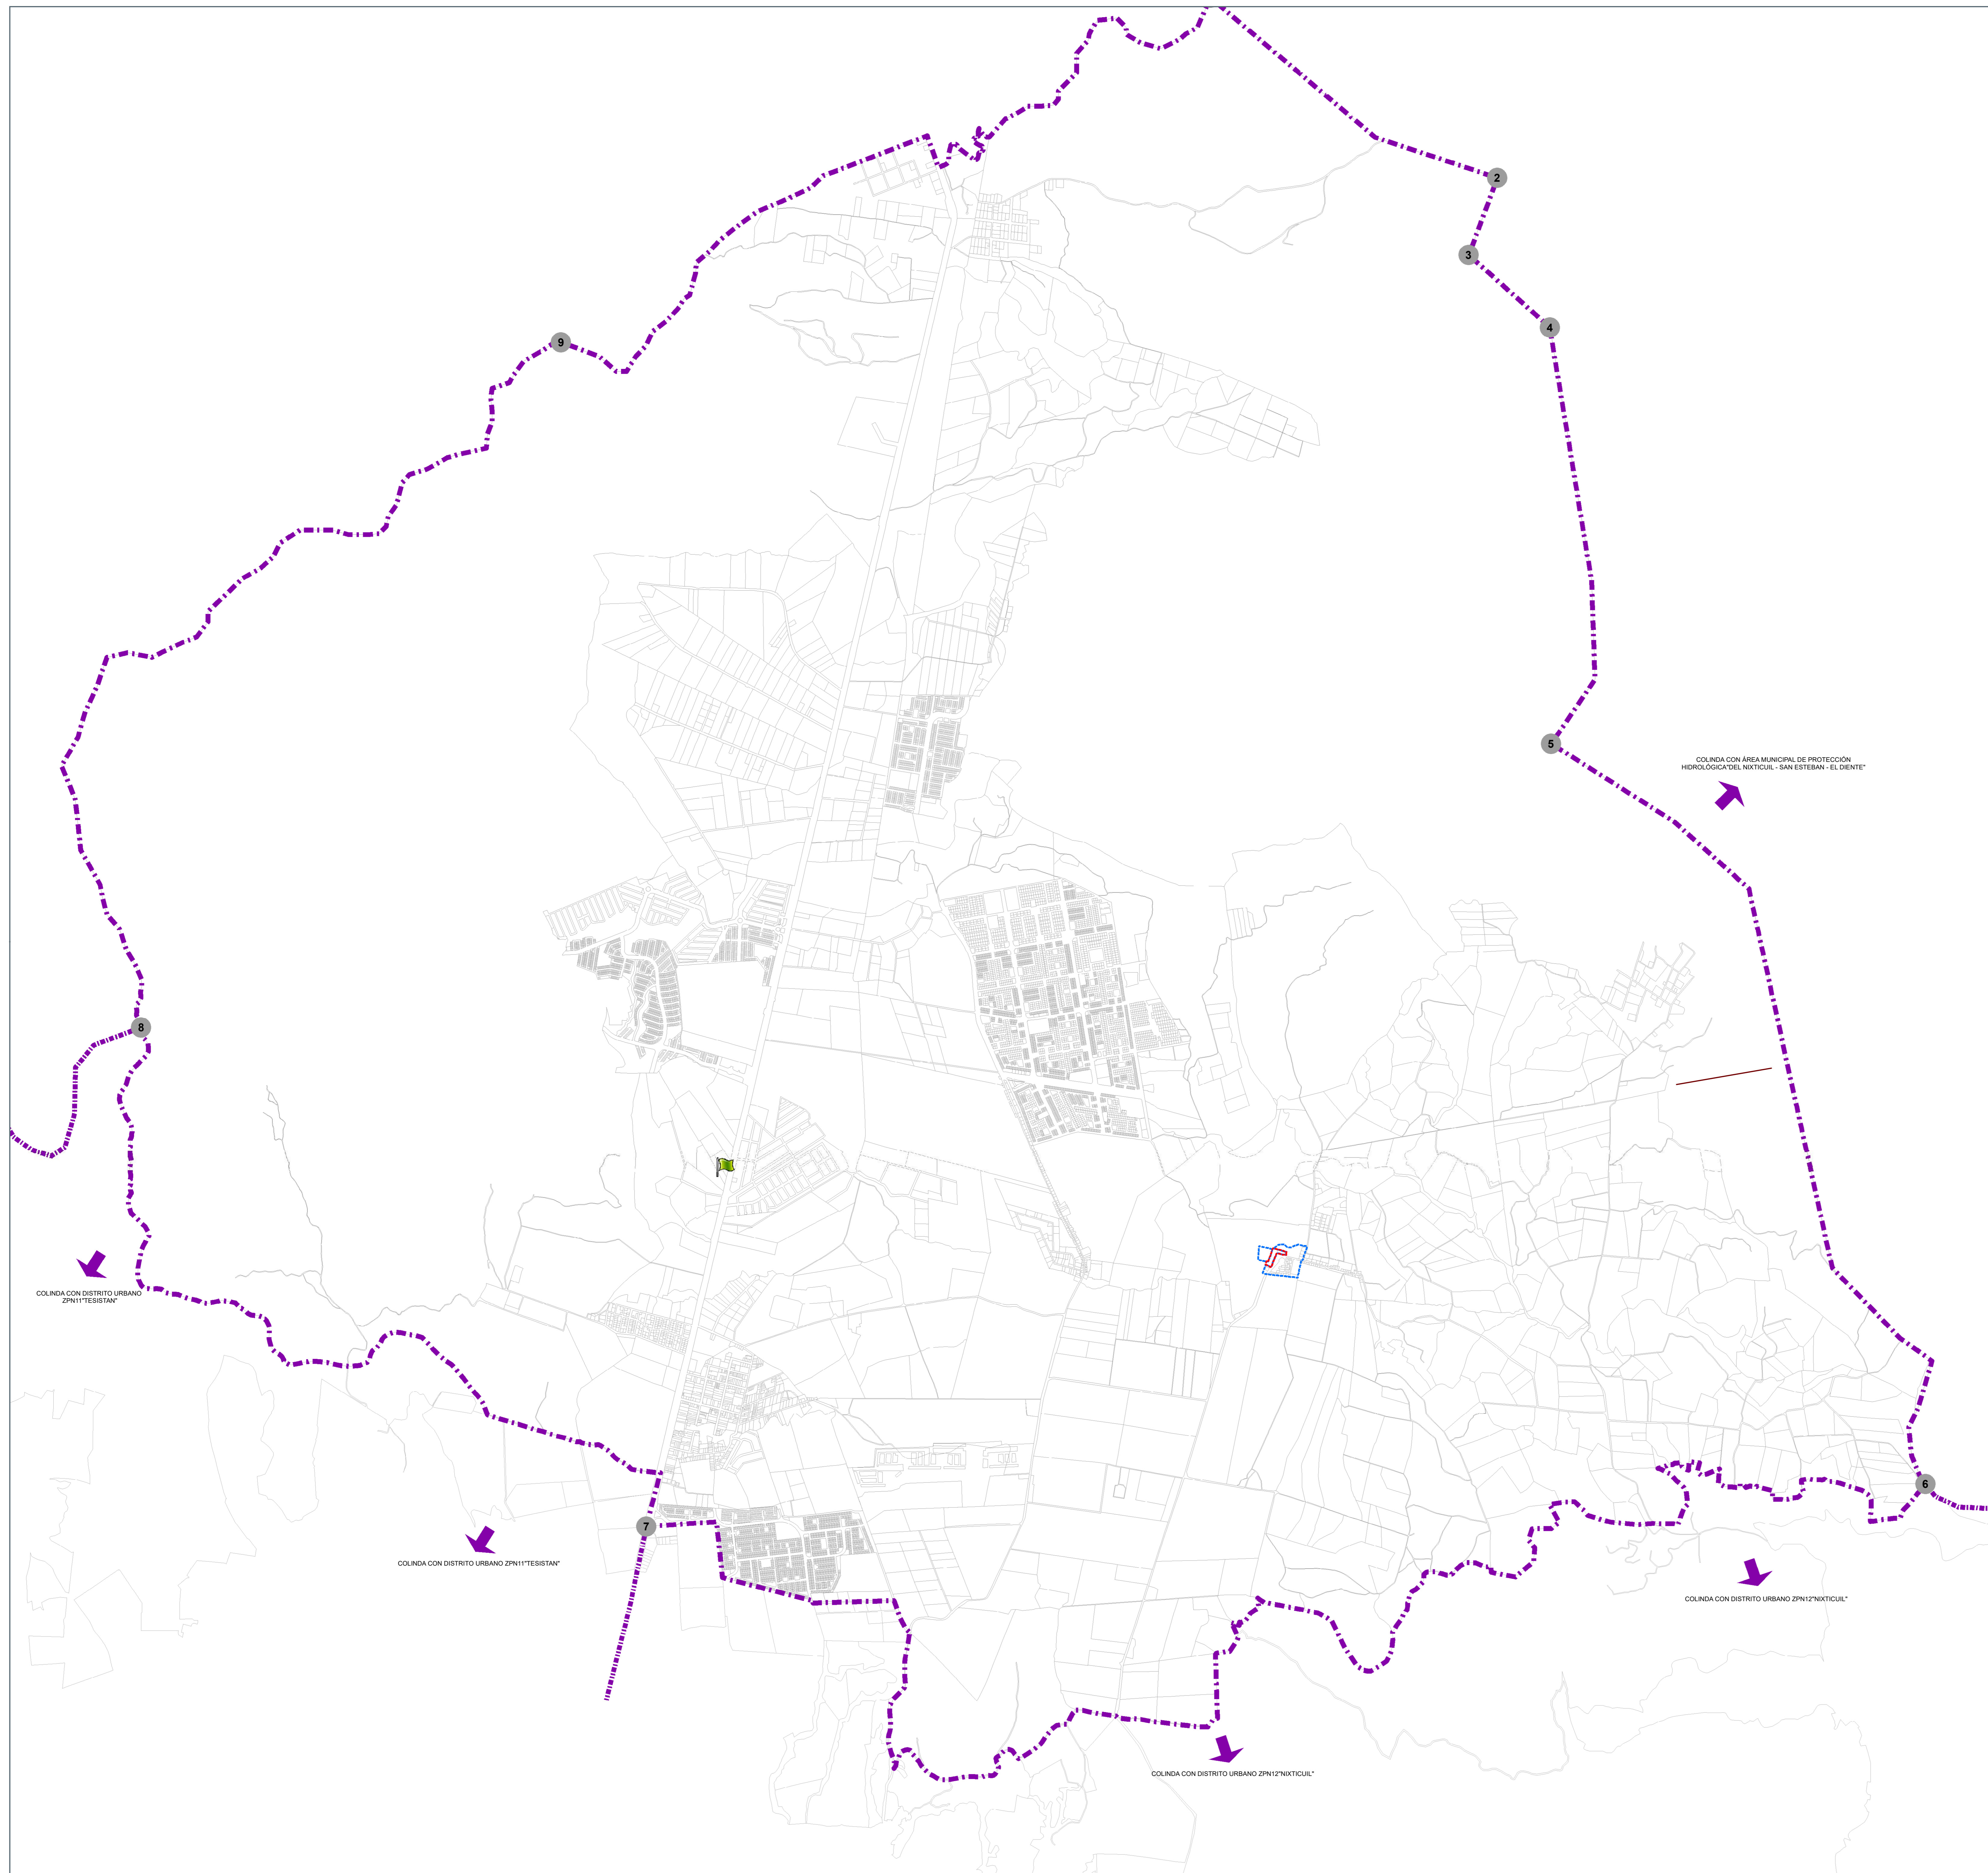 2
3
4
9
5
COLINDA CON ÁREA MUNICIPAL DE PROTECCIÓN
HIDROLÓGICA"DEL NIXTICUIL - SAN ESTEBAN - EL DIENTE"
8
COLINDA CON DISTRITO URBANO
ZPN11"TESISTAN"
6
7
COLINDA CON DISTRITO URBANO ZPN11"TESISTAN"
COLINDA CON DISTRITO URBANO ZPN12"NIXTICUIL"
COLINDA CON DISTRITO URBANO ZPN12"NIXTICUIL"